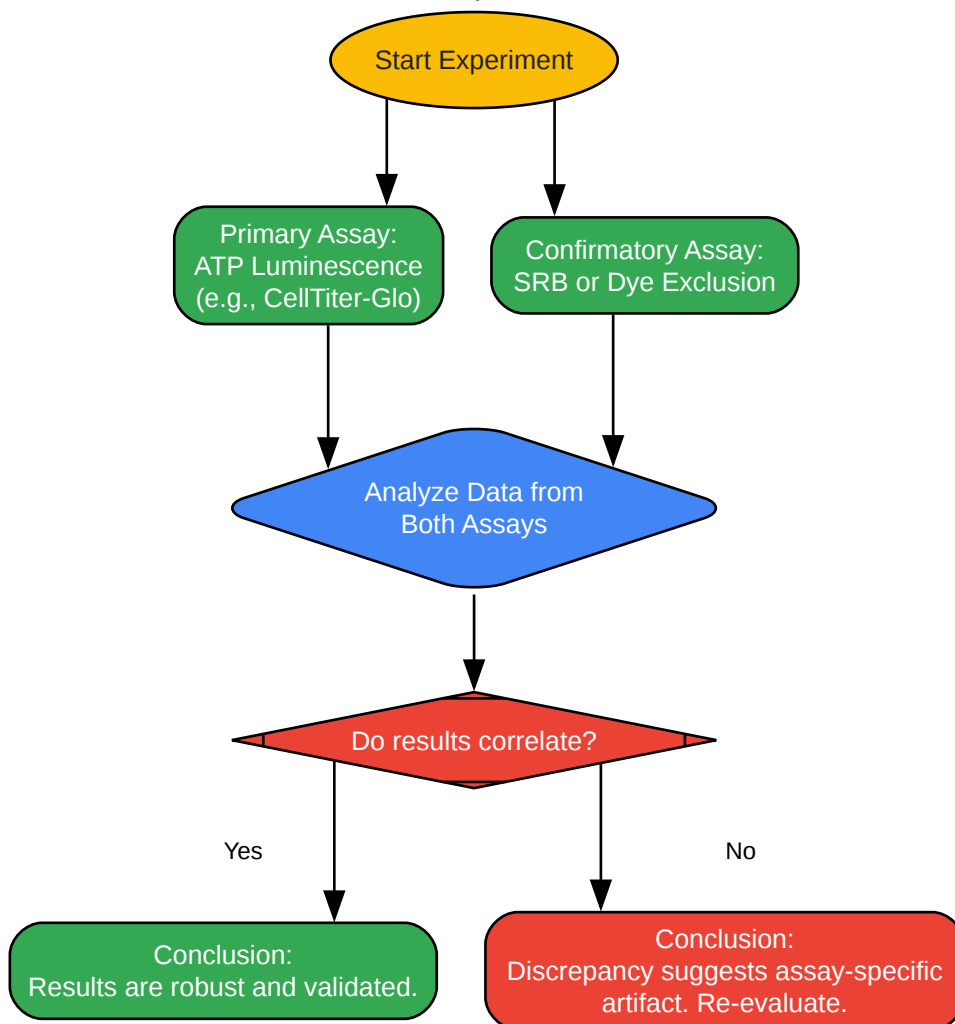 Start Experiment
Primary Assay:
ATP Luminescence
(e.g., CellTiter-Glo)
Confirmatory Assay:
SRB or Dye Exclusion
Analyze Data from
Both Assays
Do results correlate?
Yes
No
Conclusion:
Results are robust and validated.
Conclusion:
Discrepancy suggests assay-specific
artifact. Re-evaluate.